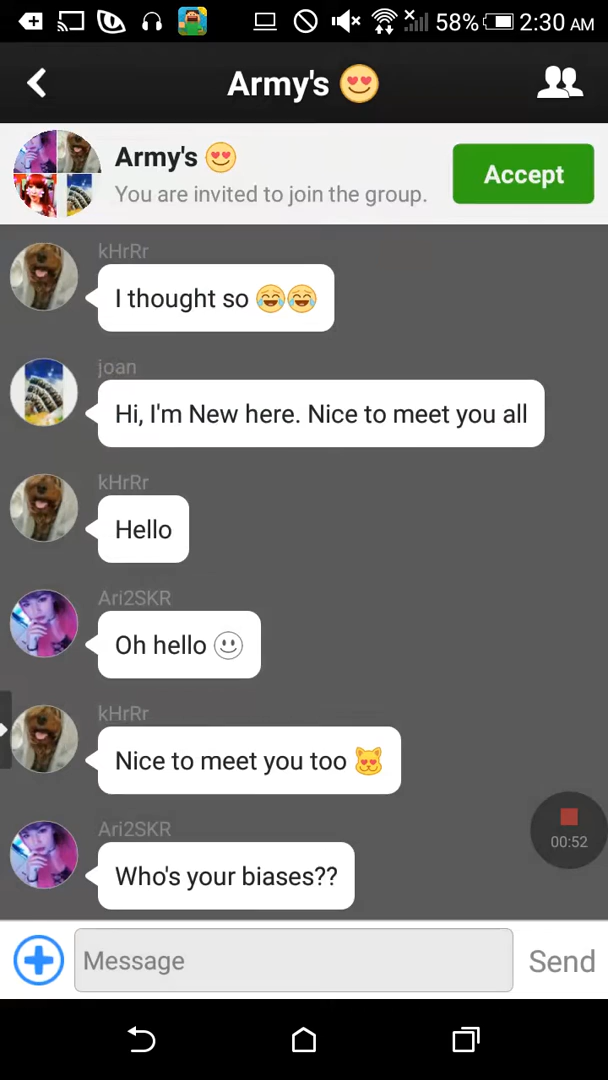 58% 2:30 AM
Army's 😍
Army's 😍
You are invited to join the group.
Accept
kHrRr
I thought so 😂😂
joan
Hi, I'm New here. Nice to meet you all
kHrRr
Hello
Ari2SKR
Oh hello ☺
kHrRr
Nice to meet you too 😻
Ari2SKR
00:52
Who's your biases??
Message
Send